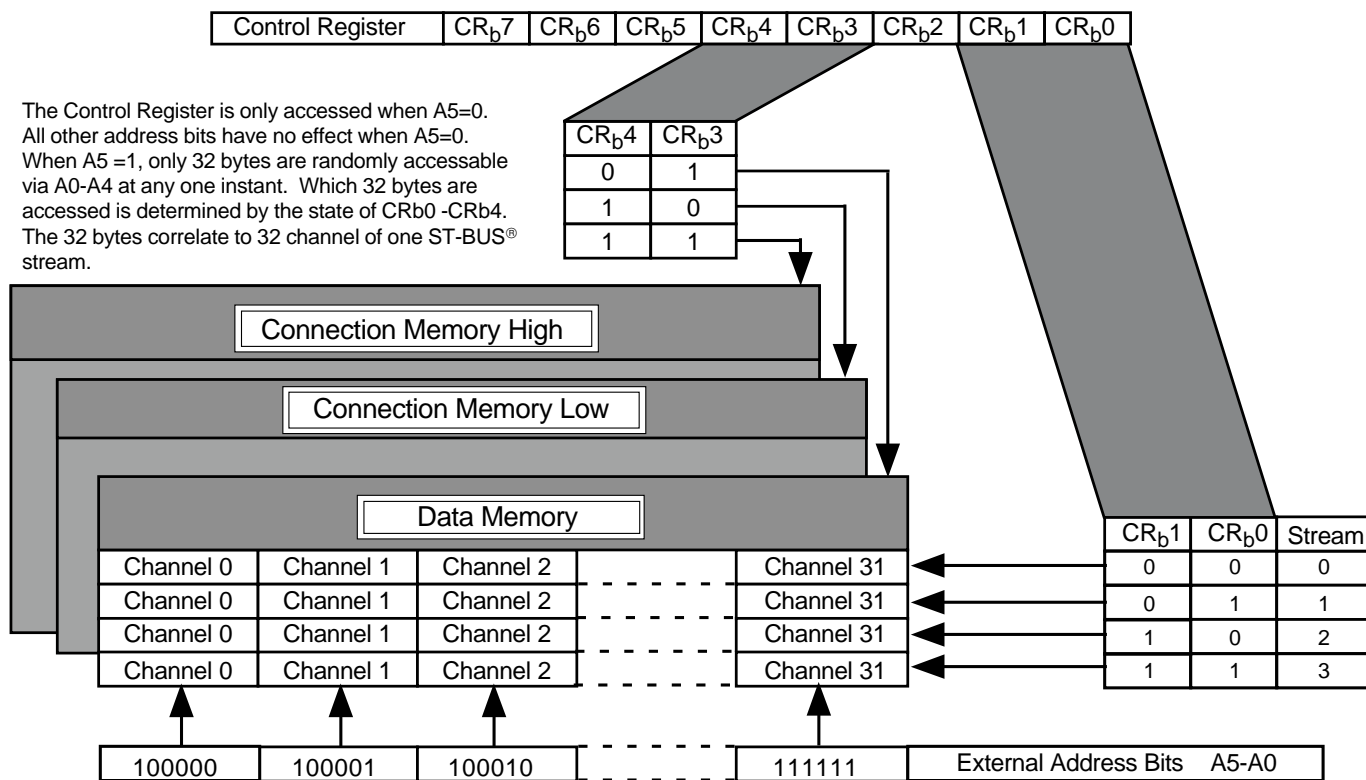 Control Register CRb7 CRb6 CRb5 CRb4 CRb3 CRb2 CRb1 CRb0
The Control Register is only accessed when A5=0.
All other address bits have no effect when A5=0.
When A5 =1, only 32 bytes are randomly accessable
via A0-A4 at any one instant. Which 32 bytes are
accessed is determined by the state of CRb0 -CRb4.
The 32 bytes correlate to 32 channel of one ST-BUS®
stream.
CRb4 CRb3
0 1
1 0
1 1
Connection Memory High
Connection Memory Low
Data Memory
CRb1 CRb0 Stream
Channel 0 Channel 1 Channel 2 Channel 31 0 0 0
Channel 0 Channel 1 Channel 2 Channel 31 0 1 1
Channel 0 Channel 1 Channel 2 Channel 31 1 0 2
Channel 0 Channel 1 Channel 2 Channel 31 1 1 3
100000 100001 100010 111111 External Address Bits A5-A0